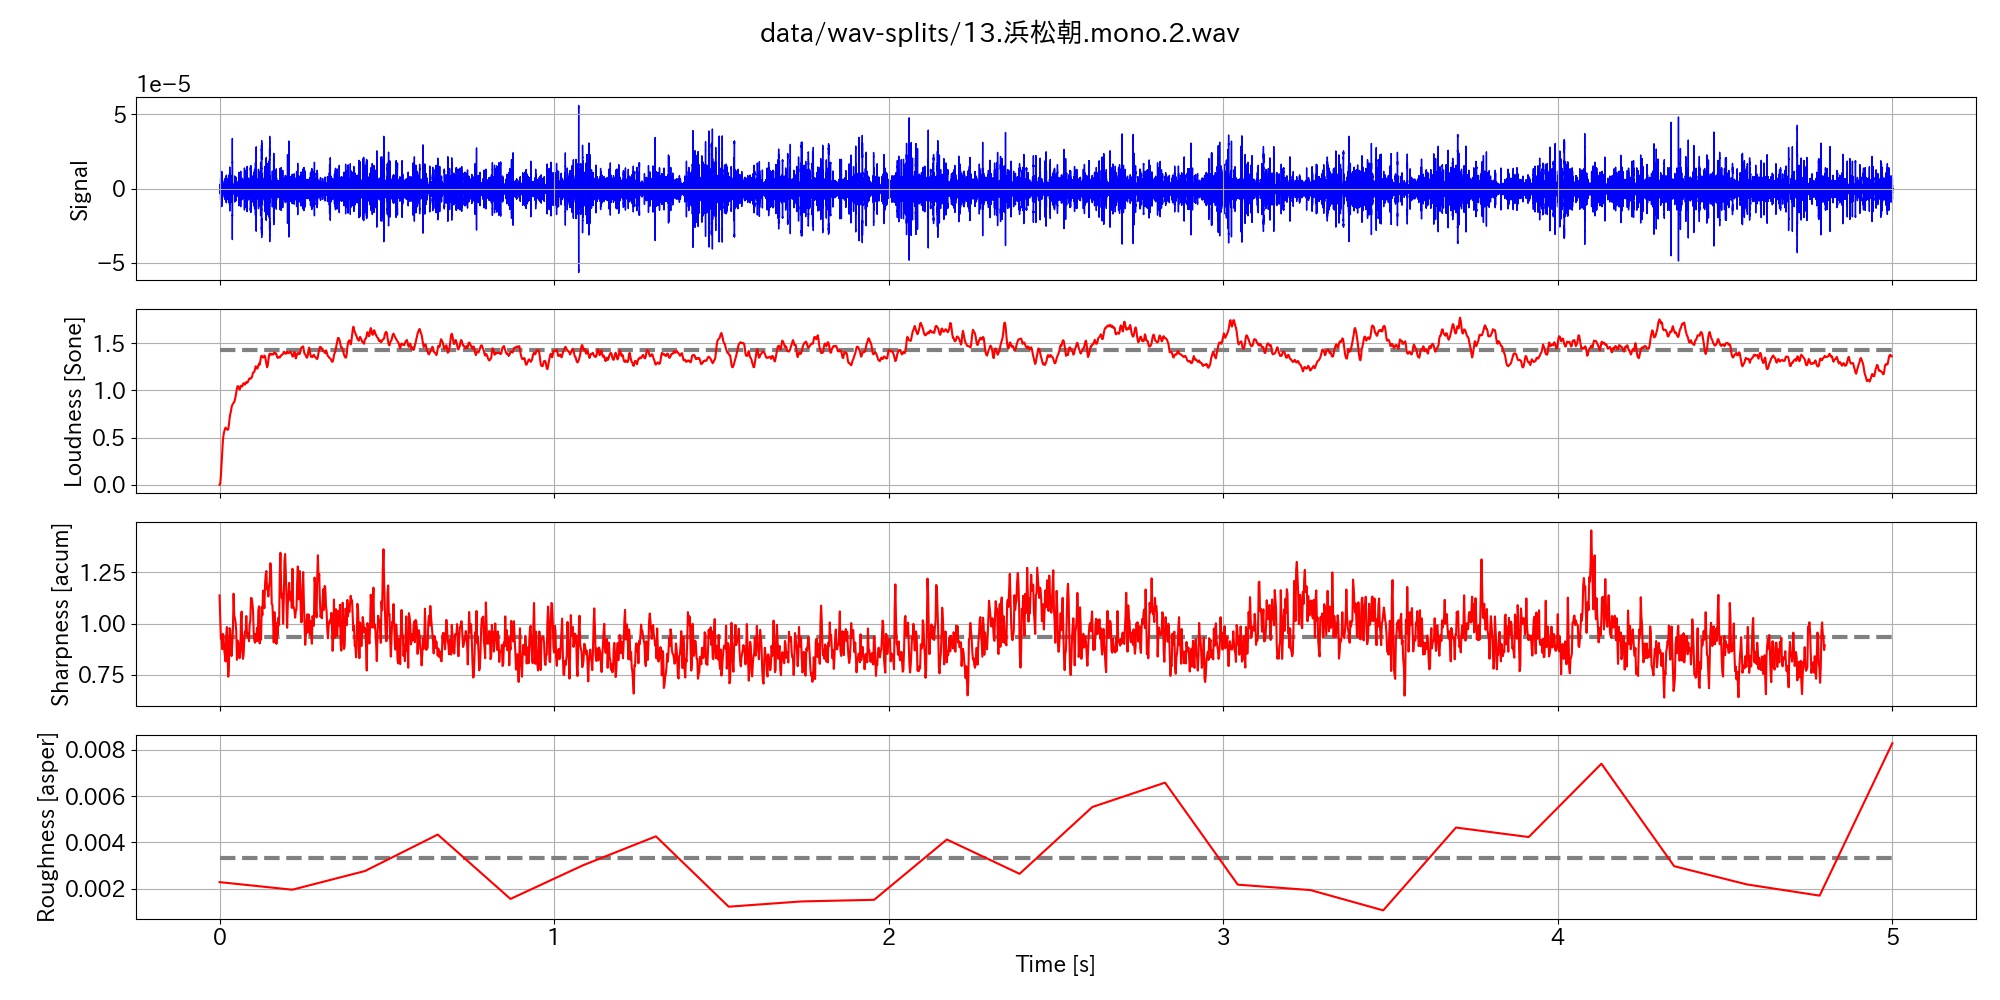 data/wav-splits/13.浜松朝.mono.2.wav
1e−5
5
0
−5
Signal
1.5
1.0
0.5
0.0
Loudness [Sone]
1.25
1.00
0.75
Sharpness [acum]
0.008
0.006
0.004
0.002
Roughness [asper]
0 1 2 3 4 5
Time [s]